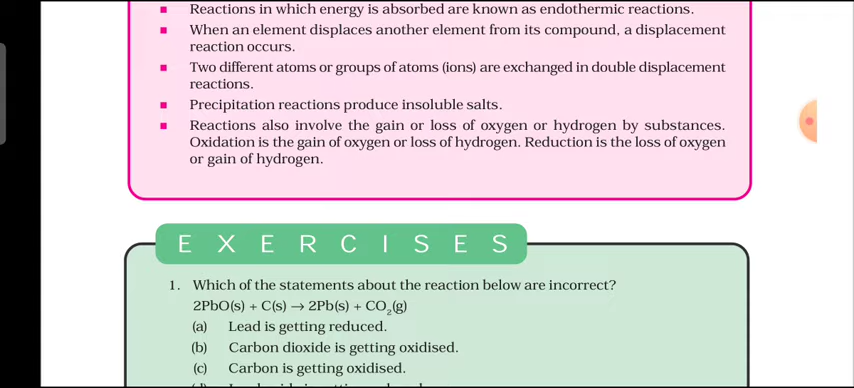 ■ Reactions in which energy is absorbed are known as endothermic reactions.
■ When an element displaces another element from its compound, a displacement
reaction occurs.
■ Two different atoms or groups of atoms (ions) are exchanged in double displacement
reactions.
■ Precipitation reactions produce insoluble salts.
■ Reactions also involve the gain or loss of oxygen or hydrogen by substances.
Oxidation is the gain of oxygen or loss of hydrogen. Reduction is the loss of oxygen
or gain of hydrogen.
E X E R C I S E S
1. Which of the statements about the reaction below are incorrect?
2PbO(s) + C(s) → 2Pb(s) + CO₂(g)
(a) Lead is getting reduced.
(b) Carbon dioxide is getting oxidised.
(c) Carbon is getting oxidised.